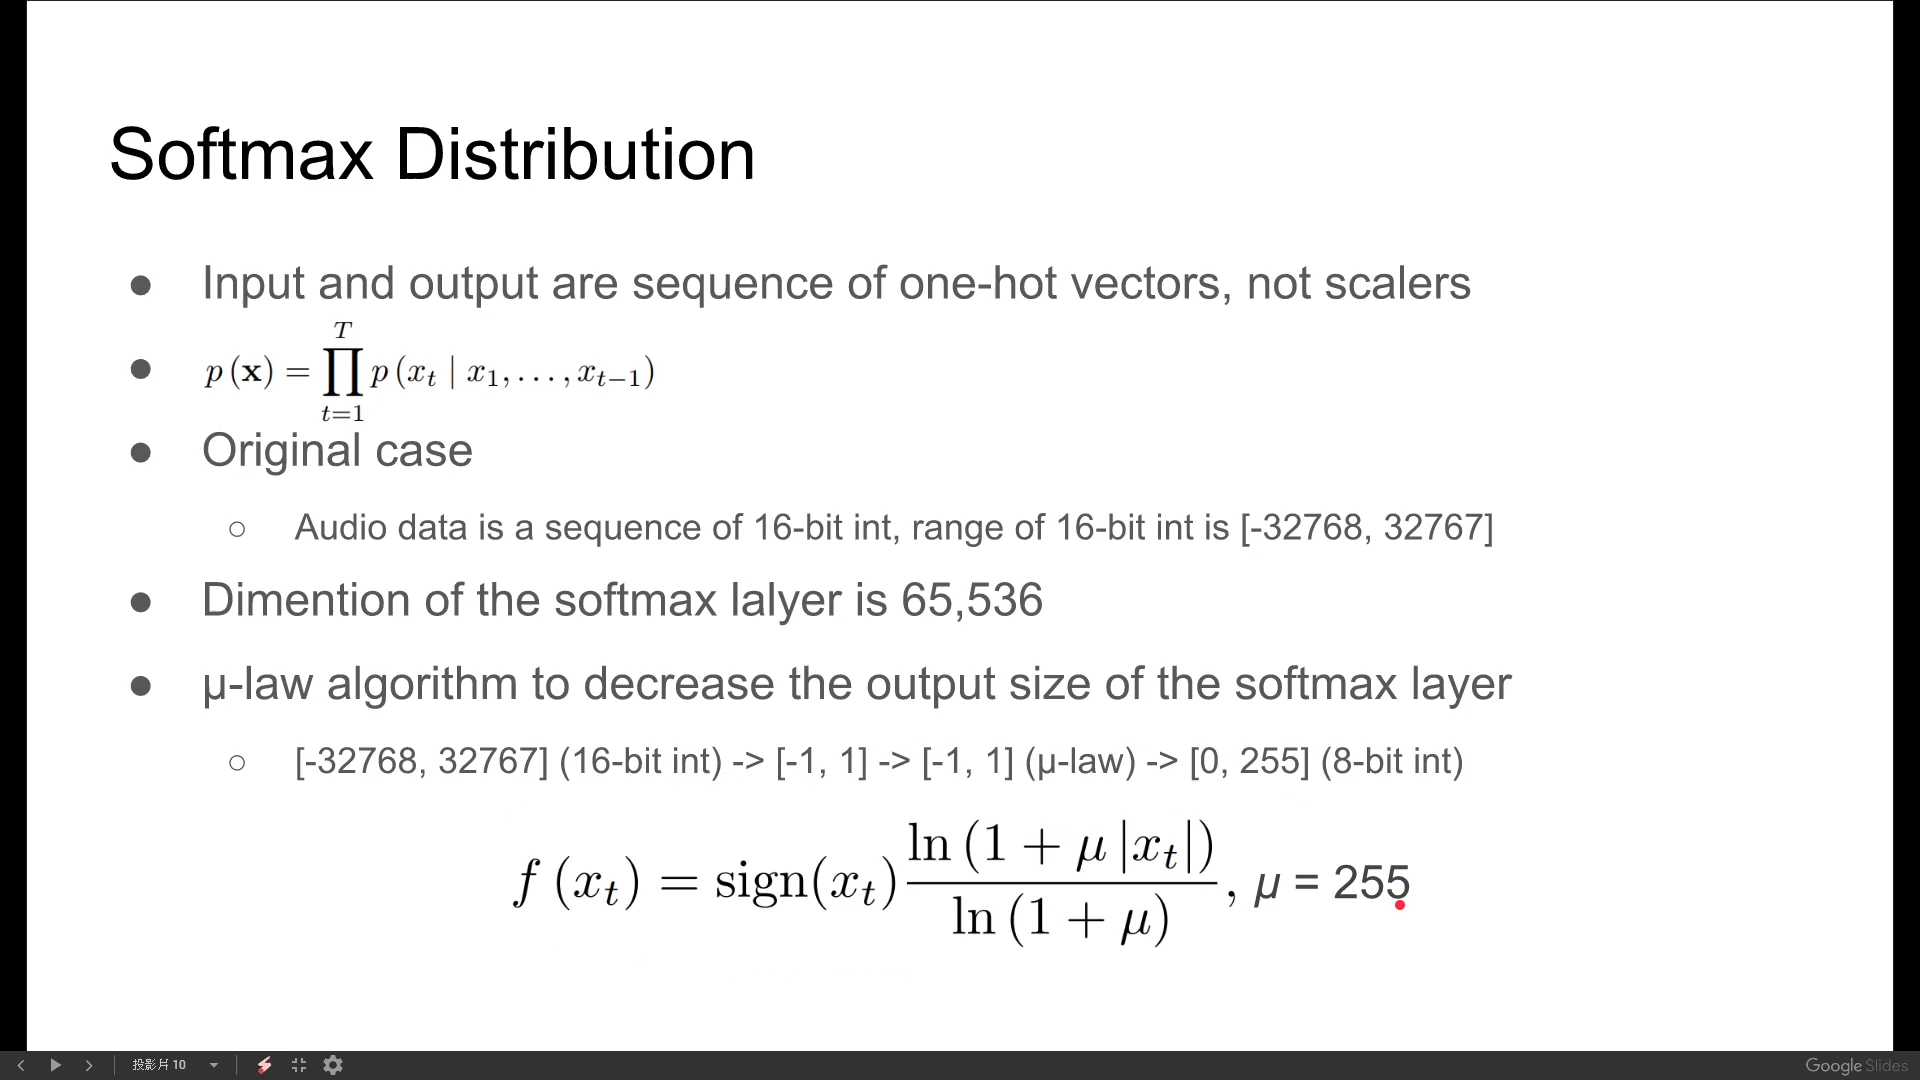 Softmax Distribution
● Input and output are sequence of one-hot vectors, not scalers
● p (x) = ∏_{t=1}^{T} p (x_t | x_1, . . . , x_{t−1})
● Original case
○ Audio data is a sequence of 16-bit int, range of 16-bit int is [-32768, 32767]
● Dimention of the softmax lalyer is 65,536
● µ-law algorithm to decrease the output size of the softmax layer
○ [-32768, 32767] (16-bit int) -> [-1, 1] -> [-1, 1] (µ-law) -> [0, 255] (8-bit int)
f (x_t) = sign(x_t) ln (1 + µ |x_t|) / ln (1 + µ) , µ = 255
投影片 10
Google Slides